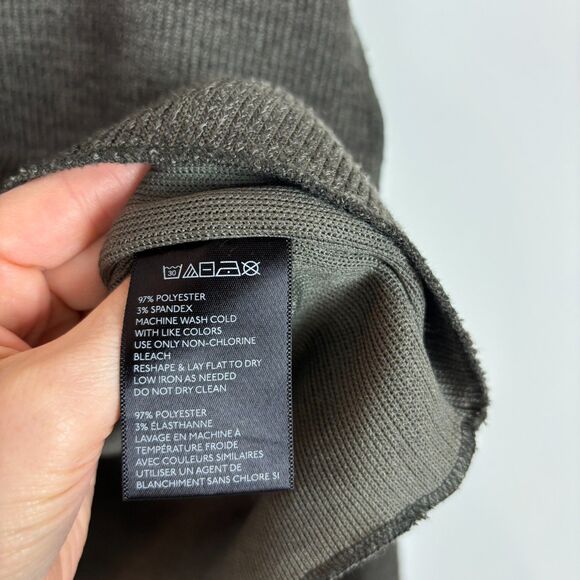 30
97% POLYESTER
3% SPANDEX
MACHINE WASH COLD
WITH LIKE COLORS
USE ONLY NON-CHLORINE
BLEACH
RESHAPE & LAY FLAT TO DRY
LOW IRON AS NEEDED
DO NOT DRY CLEAN
97% POLYESTER
3% ÉLASTHANNE
LAVAGE EN MACHINE À
TEMPÉRATURE FROIDE
AVEC COULEURS SIMILAIRES
UTILISER UN AGENT DE
BLANCHIMENT SANS CHLORE SI